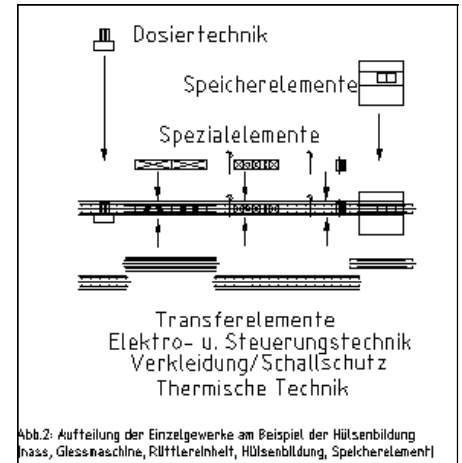 Dosiertechnik
Speicherelemente
Spezialelemente
Transferelemente
Elektro- u. Steuerungstechnik
Verkleidung/Schallschutz
Thermische Technik
Abb.2: Aufteilung der Einzelgewerke am Beispiel der Hülsenbildung
(nass, Giessmaschine, Rüttlereinheit, Hülsenbildung, Speicherelement)